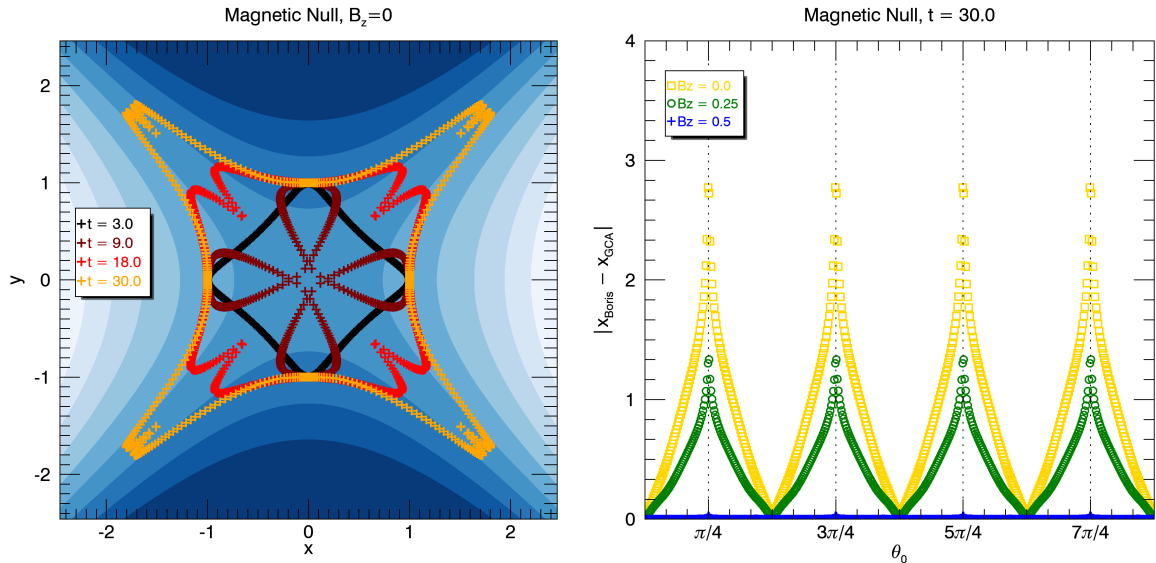 Magnetic Null, B_z=0
2
1
0
-1
-2
y
+t = 3.0
+t = 9.0
+t = 18.0
+t = 30.0
-2
-1
0
1
2
x
Magnetic Null, t = 30.0
4
3
2
1
0
|x_Boris − x_GCA|
Bz = 0.0
Bz = 0.25
+Bz = 0.5
π/4
3π/4
5π/4
7π/4
θ_0